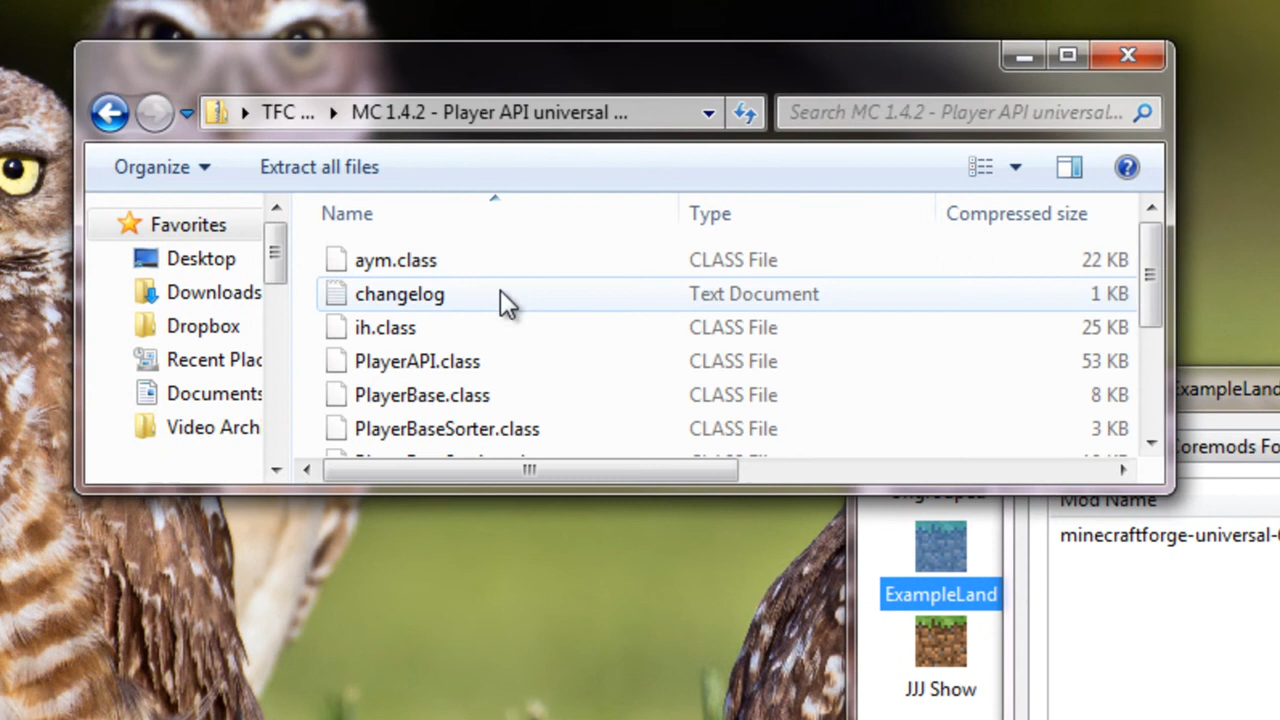 TFC ... MC 1.4.2 - Player API universal ... Search MC 1.4.2 - Player API universal...
Organize Extract all files
Favorites
Desktop
Downloads
Dropbox
Recent Plac
Documents
Video Arch
Name Type Compressed size
aym.class CLASS File 22 KB
changelog Text Document 1 KB
ih.class CLASS File 25 KB
PlayerAPI.class CLASS File 53 KB
PlayerBase.class CLASS File 8 KB
PlayerBaseSorter.class CLASS File 3 KB
ExampleLand
Coremods Fo
Mod Name
minecraftforge-universal-6
ExampleLand
JJJ Show